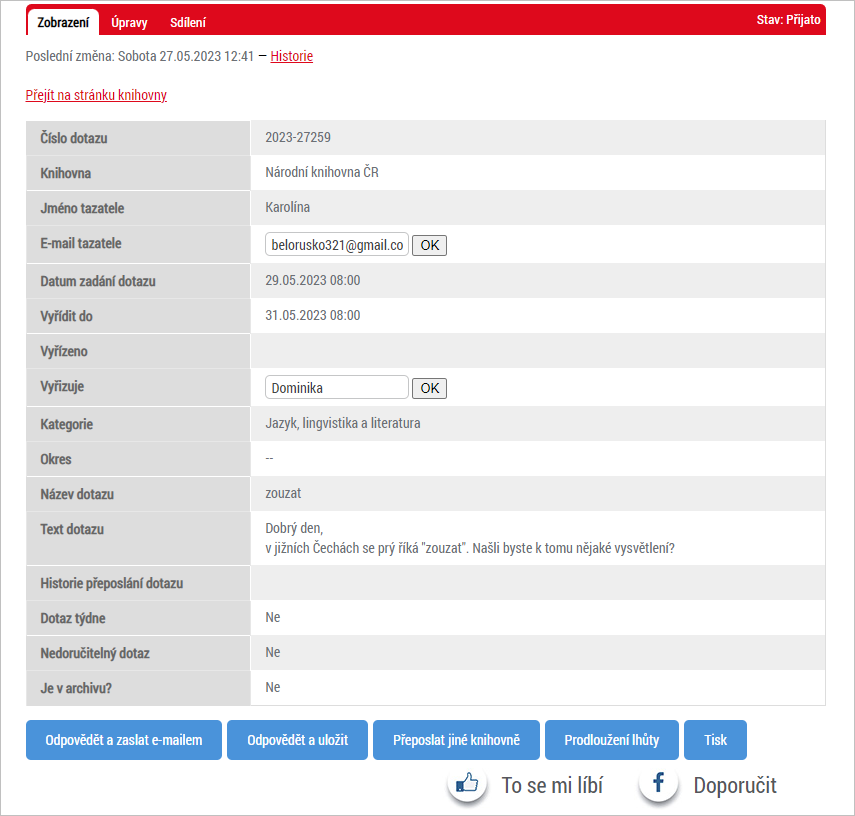 Zobrazení Úpravy Sdílení Stav: Přijato
Poslední změna: Sobota 27.05.2023 12:41 — Historie
Přejít na stránku knihovny
Číslo dotazu 2023-27259
Knihovna Národní knihovna ČR
Jméno tazatele Karolína
E-mail tazatele belorusko321@gmail.co OK
Datum zadání dotazu 29.05.2023 08:00
Vyřídit do 31.05.2023 08:00
Vyřízeno
Vyřizuje Dominika OK
Kategorie Jazyk, lingvistika a literatura
Okres --
Název dotazu zouzat
Text dotazu Dobrý den,
v jižních Čechách se prý říká "zouzat". Našli byste k tomu nějaké vysvětlení?
Historie přeposlání dotazu
Dotaz týdne Ne
Nedoručitelný dotaz Ne
Je v archivu? Ne
Odpovědět a zaslat e-mailem Odpovědět a uložit Přeposlat jiné knihovně Prodloužení lhůty Tisk
To se mi líbí f Doporučit